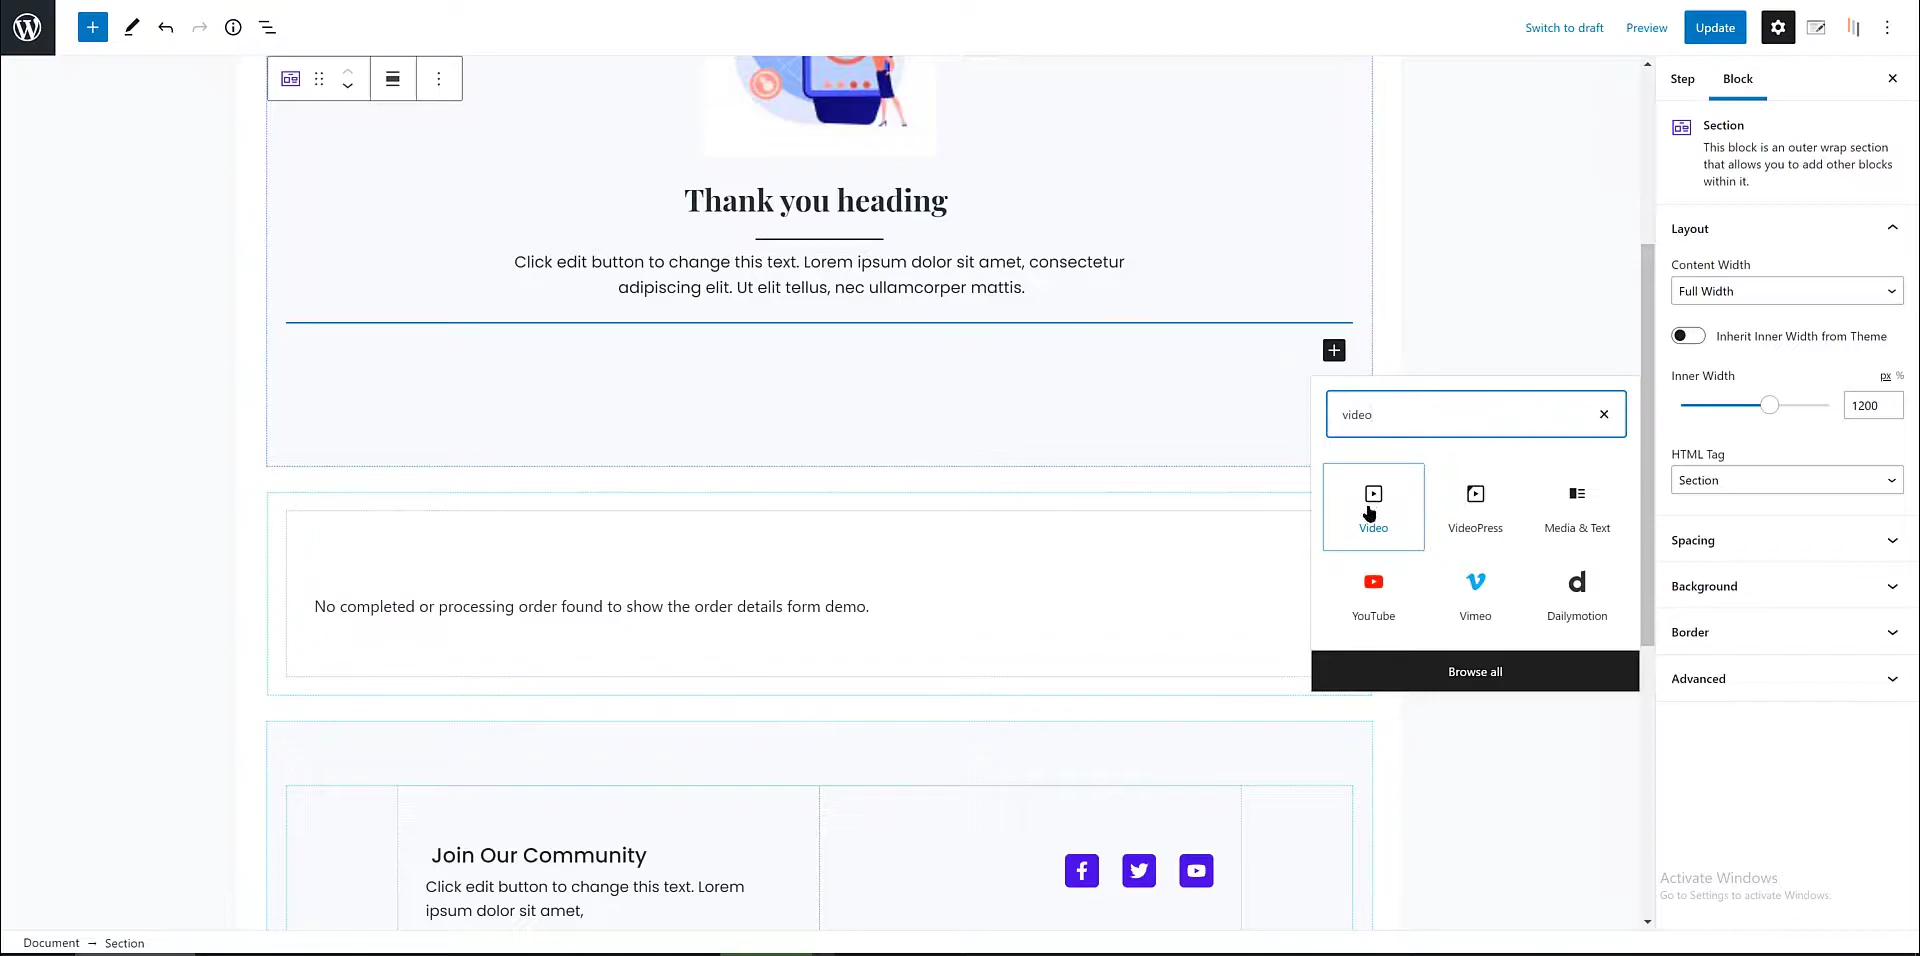 Switch to draft
Preview
Update
Step
Block
Section
This block is an outer wrap section
that allows you to add other blocks
within it.
Layout
Content Width
Full Width
Inherit Inner Width from Theme
Inner Width
px %
1200
HTML Tag
Section
Spacing
Background
Border
Advanced
Thank you heading
Click edit button to change this text. Lorem ipsum dolor sit amet, consectetur
adipiscing elit. Ut elit tellus, nec ullamcorper mattis.
video
Video
VideoPress
Media & Text
YouTube
Vimeo
Dailymotion
Browse all
No completed or processing order found to show the order details form demo.
Join Our Community
Click edit button to change this text. Lorem
ipsum dolor sit amet,
Activate Windows
Go to Settings to activate Windows.
Document → Section